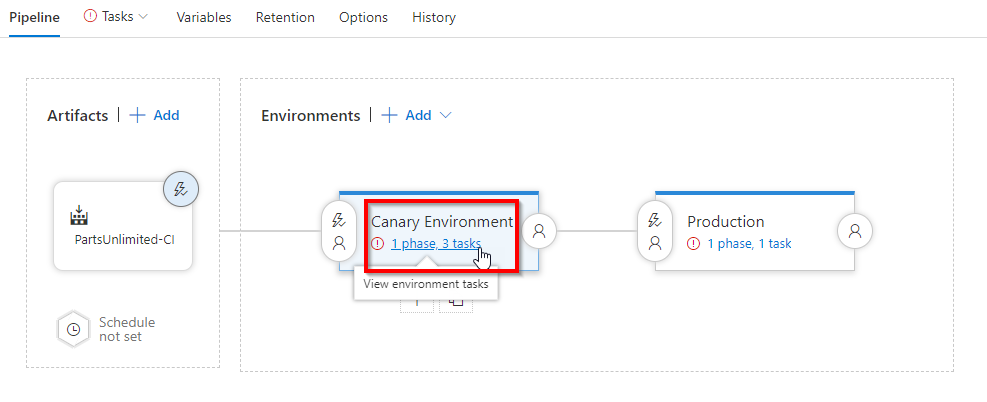 Pipeline Tasks Variables Retention Options History
Artifacts | + Add
Environments | + Add
PartsUnlimited-CI
Schedule
not set
Canary Environment
1 phase, 3 tasks
View environment tasks
Production
1 phase, 1 task